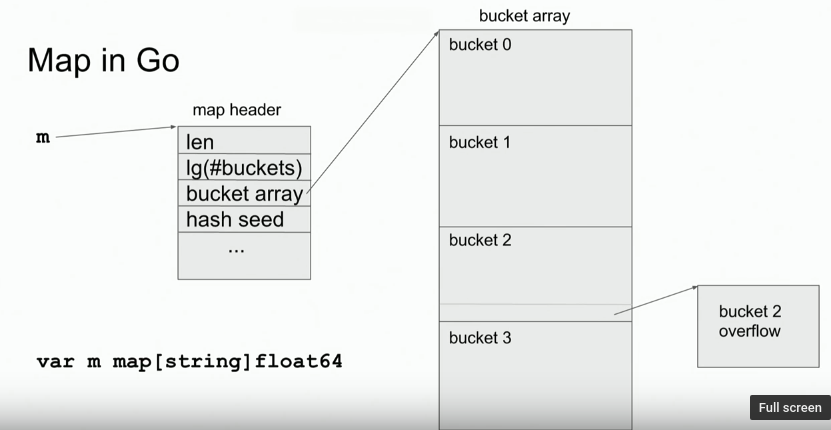 Map in Go
map header
m
len
lg(#buckets)
bucket array
hash seed
...
var m map[string]float64
bucket array
bucket 0
bucket 1
bucket 2
bucket 3
bucket 2
overflow
Full screen